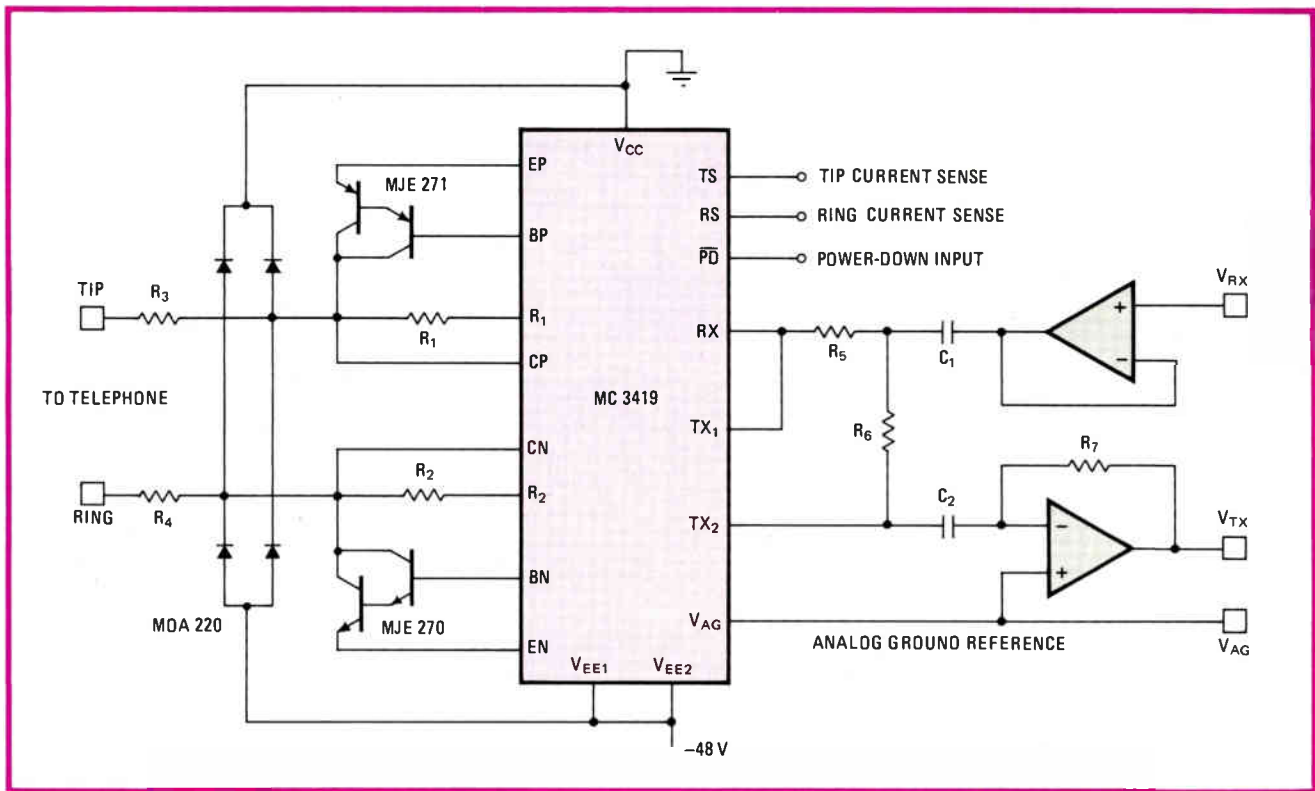 VCC
EP
MJE 271
TS
TIP CURRENT SENSE
RS
RING CURRENT SENSE
BP
PD
POWER-DOWN INPUT
VRX
TIP
R3
R1
R1
RX
R5
C1
+
−
CP
TO TELEPHONE
MC 3419
TX1
R6
CN
R2
R2
R7
RING
R4
TX2
C2
−
+
VTX
BN
MDA 220
MJE 270
EN
VAG
ANALOG GROUND REFERENCE
VAG
VEE1
VEE2
−48 V